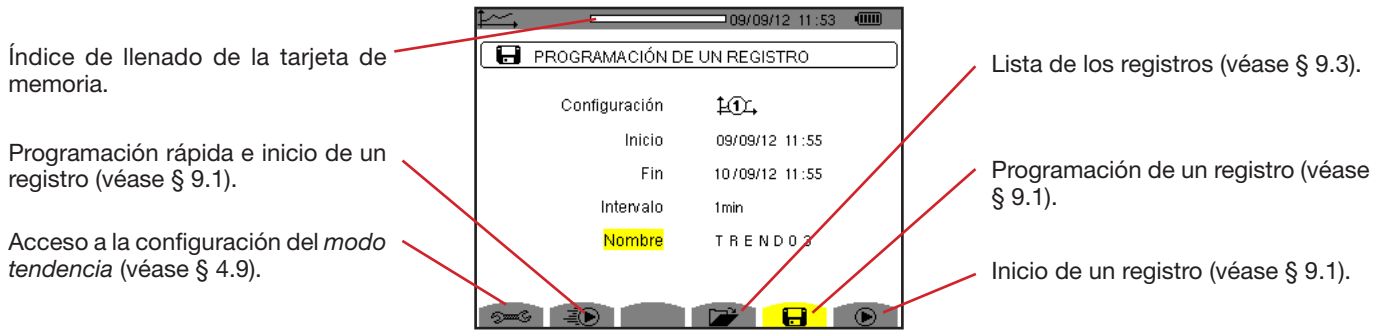 Índice de llenado de la tarjeta de
memoria.
Programación rápida e inicio de un
registro (véase § 9.1).
Acceso a la configuración del modo
tendencia (véase § 4.9).
09/09/12 11:53
PROGRAMACIÓN DE UN REGISTRO
Configuración 1
Inicio 09/09/12 11:55
Fin 10/09/12 11:55
Intervalo 1min
Nombre TREND03
Lista de los registros (véase § 9.3).
Programación de un registro (véase
§ 9.1).
Inicio de un registro (véase § 9.1).